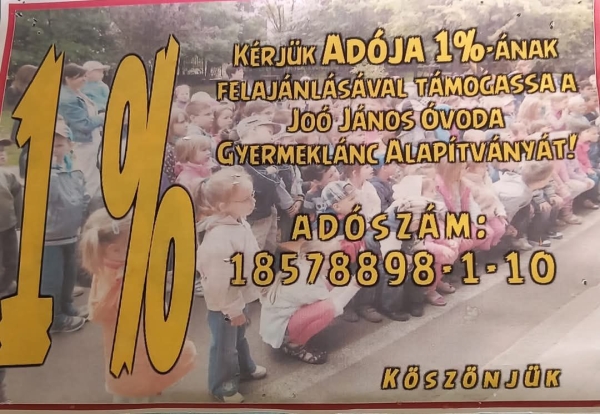 1%
Kérjük Adója 1%-ának
felajánlásával támogassa a
Joó János Óvoda
Gyermeklánc Alapítványát!
Adószám:
18578898-1-10
Köszönjük